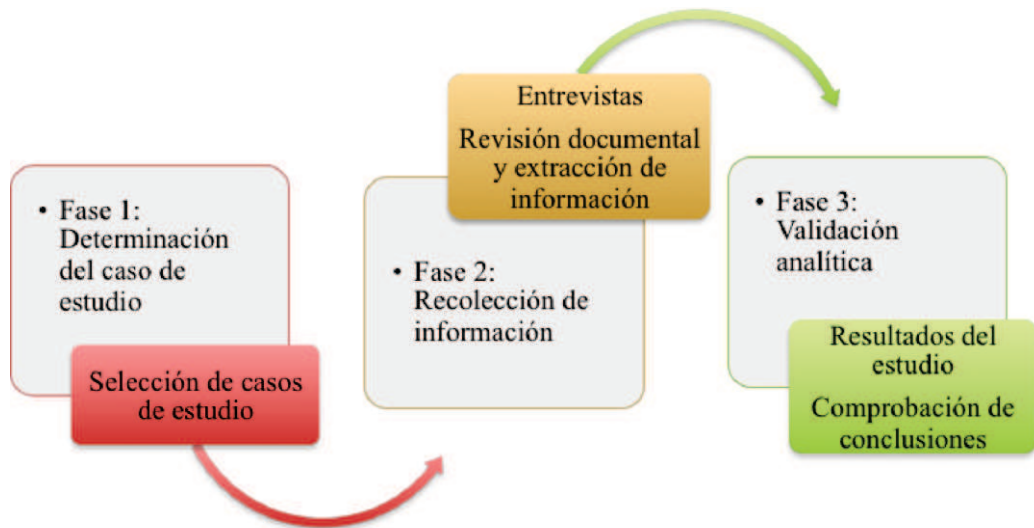 • Fase 1:
Determinación
del caso de
estudio
Selección de casos
de estudio
Entrevistas
Revisión documental
y extracción de
información
• Fase 2:
Recolección de
información
• Fase 3:
Validación
analítica
Resultados del
estudio
Comprobación de
conclusiones